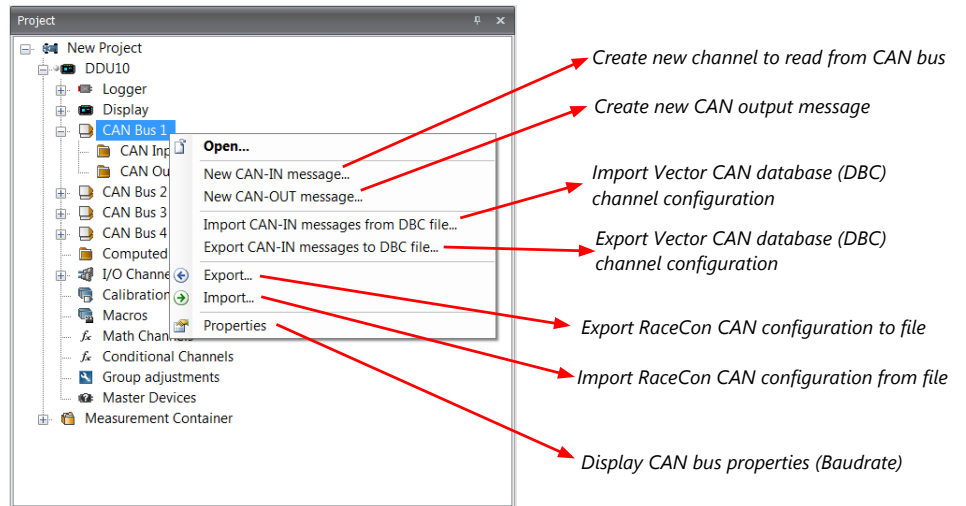 Project
New Project
DDU10
Logger
Display
CAN Bus 1
CAN Inp
CAN Ou
CAN Bus 2
CAN Bus 3
CAN Bus 4
Computed
I/O Channe
Calibration
Macros
Math Channels
Conditional Channels
Group adjustments
Master Devices
Measurement Container
Open...
New CAN-IN message...
New CAN-OUT message...
Import CAN-IN messages from DBC file...
Export CAN-IN messages to DBC file...
Export...
Import...
Properties
Create new channel to read from CAN bus
Create new CAN output message
Import Vector CAN database (DBC)
channel configuration
Export Vector CAN database (DBC)
channel configuration
Export RaceCon CAN configuration to file
Import RaceCon CAN configuration from file
Display CAN bus properties (Baudrate)